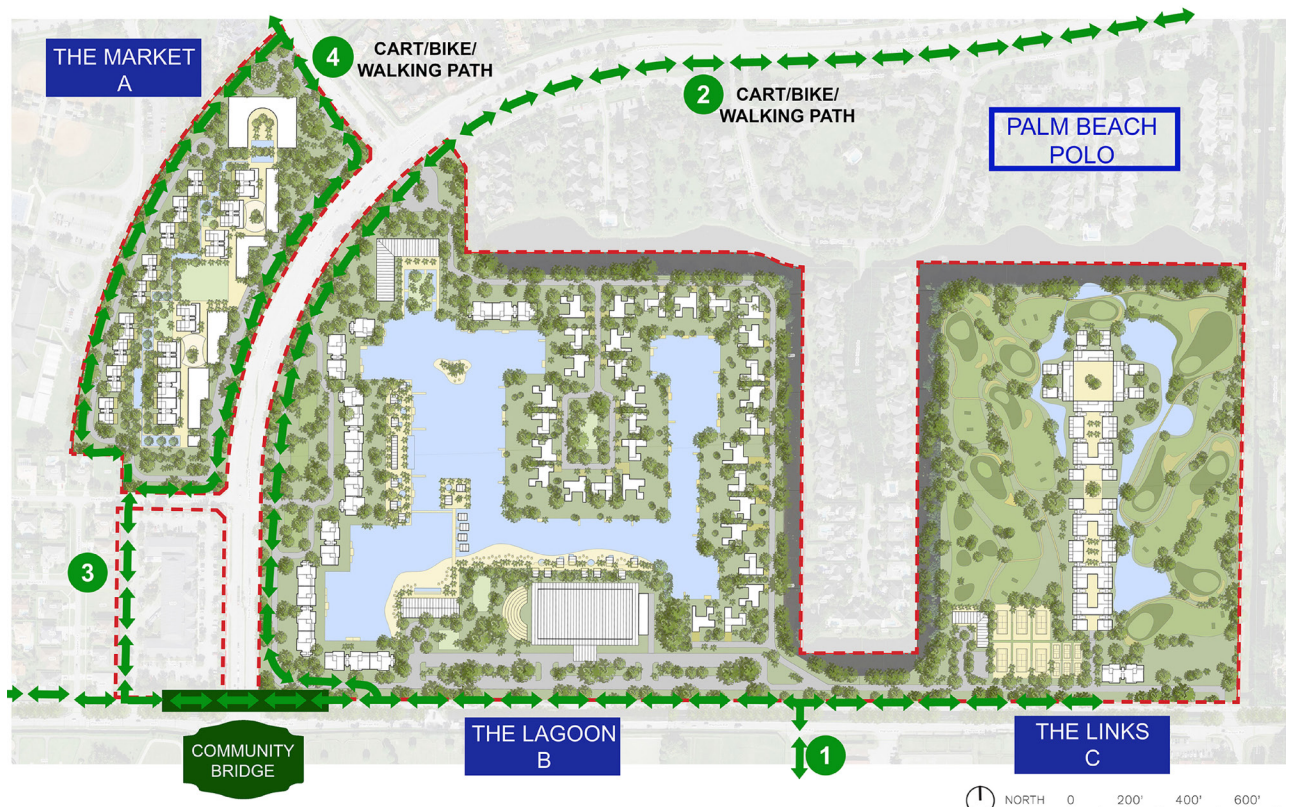 THE MARKET
A
4
CART/BIKE/
WALKING PATH
2
CART/BIKE/
WALKING PATH
PALM BEACH
POLO
3
COMMUNITY
BRIDGE
THE LAGOON
B
1
THE LINKS
C
NORTH 0 200' 400' 600'